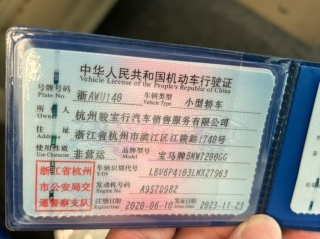 中华人民共和国机动车行驶证
Vehicle License of the People's Republic of China
号牌号码 浙AWU140 车辆类型 小型轿车
Plate No. Vehicle Type
所有人 杭州骏宝行汽车销售服务有限公司
Owner
住址 浙江省杭州市滨江区江陵路1740号
Address
使用性质 非营运 品牌型号 宝马牌BMW7200GG
Use Character Model
浙江省杭州市公安局交通警察支队
车辆识别代号 LBV6P4103LMX27963
VIN
发动机号码 A957D982
Engine No.
注册日期 2020-06-10 发证日期 2023-11-23
Register Date Issue Date